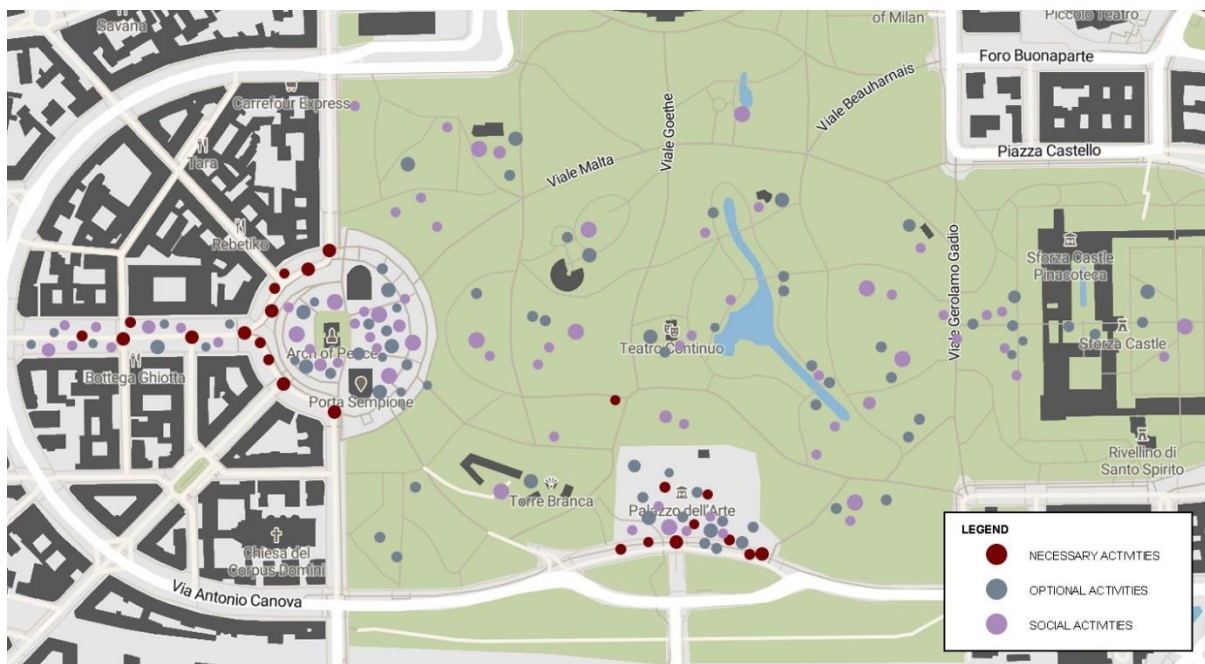 Savana
of Milan
Piccolo Teatro
Foro Buonaparte
Carrefour Express
Viale Beauharnais
Viale Goethe
Tara
Viale Malta
Piazza Castello
Rebetiko
Viale Gerolamo Gadio
Sforza Castle
Pinacoteca
Arch of Peace
Teatro Continuo
Sforza Castle
Bottega Ghiotta
Porta Sempione
Rivellino di
Santo Spirito
Torre Branca
Palazzo dell'Arte
Chiesa del
Corpus Domini
Via Antonio Canova
LEGEND
NECESSARY ACTIVITIES
OPTIONAL ACTIVITIES
SOCIAL ACTIVITIES